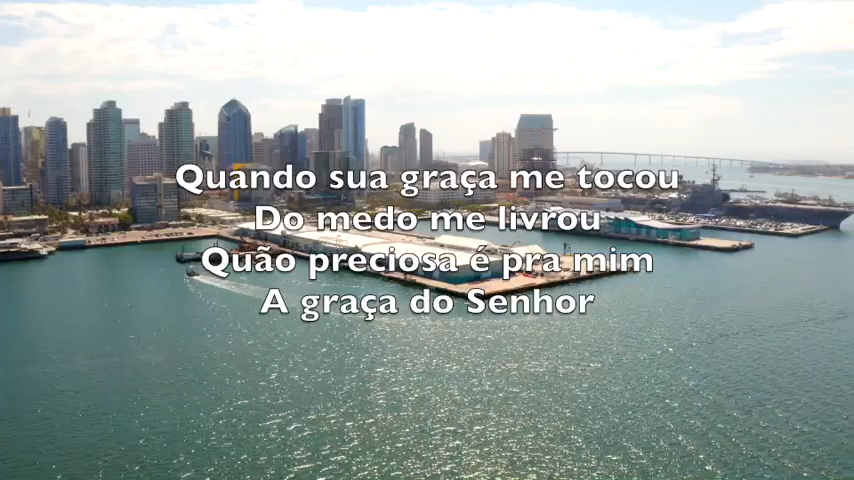 Quando sua graça me tocou
Do medo me livrou
Quão preciosa é pra mim
A graça do Senhor